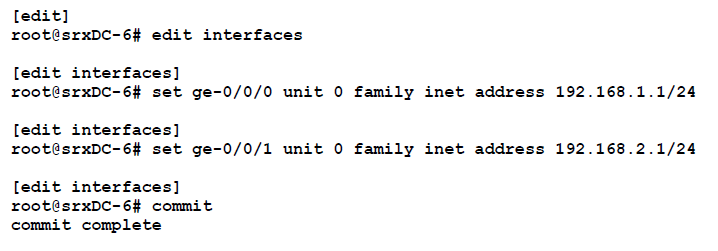 [edit]
root@srxDC-6# edit interfaces
[edit interfaces]
root@srxDC-6# set ge-0/0/0 unit 0 family inet address 192.168.1.1/24
[edit interfaces]
root@srxDC-6# set ge-0/0/1 unit 0 family inet address 192.168.2.1/24
[edit interfaces]
root@srxDC-6# commit
commit complete